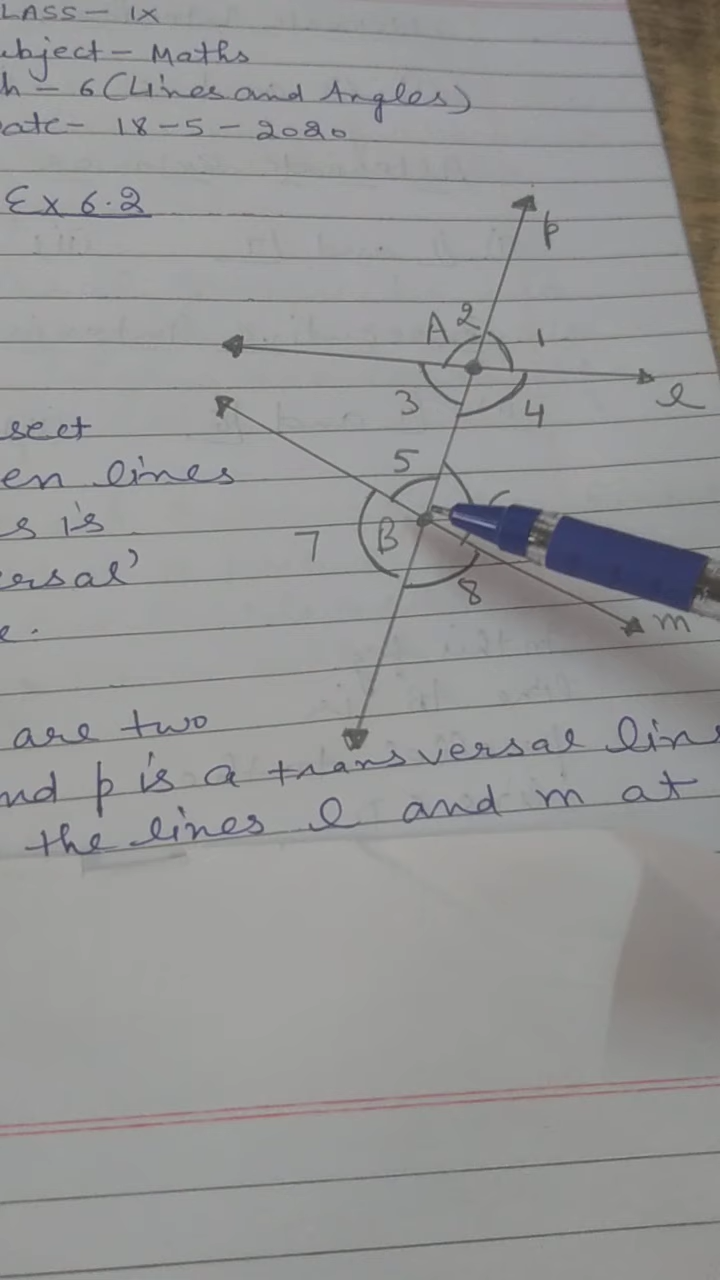 LASS - IX
bject - Maths
h - 6 (Lines and Angles)
ate - 18-5-2020
Ex 6.2
p
A 2 1
3 4 l
sect
5
en lines
s is
7 B
ersal'
8
m
e.
are two
nd p is a transversal lin
the lines l and m at